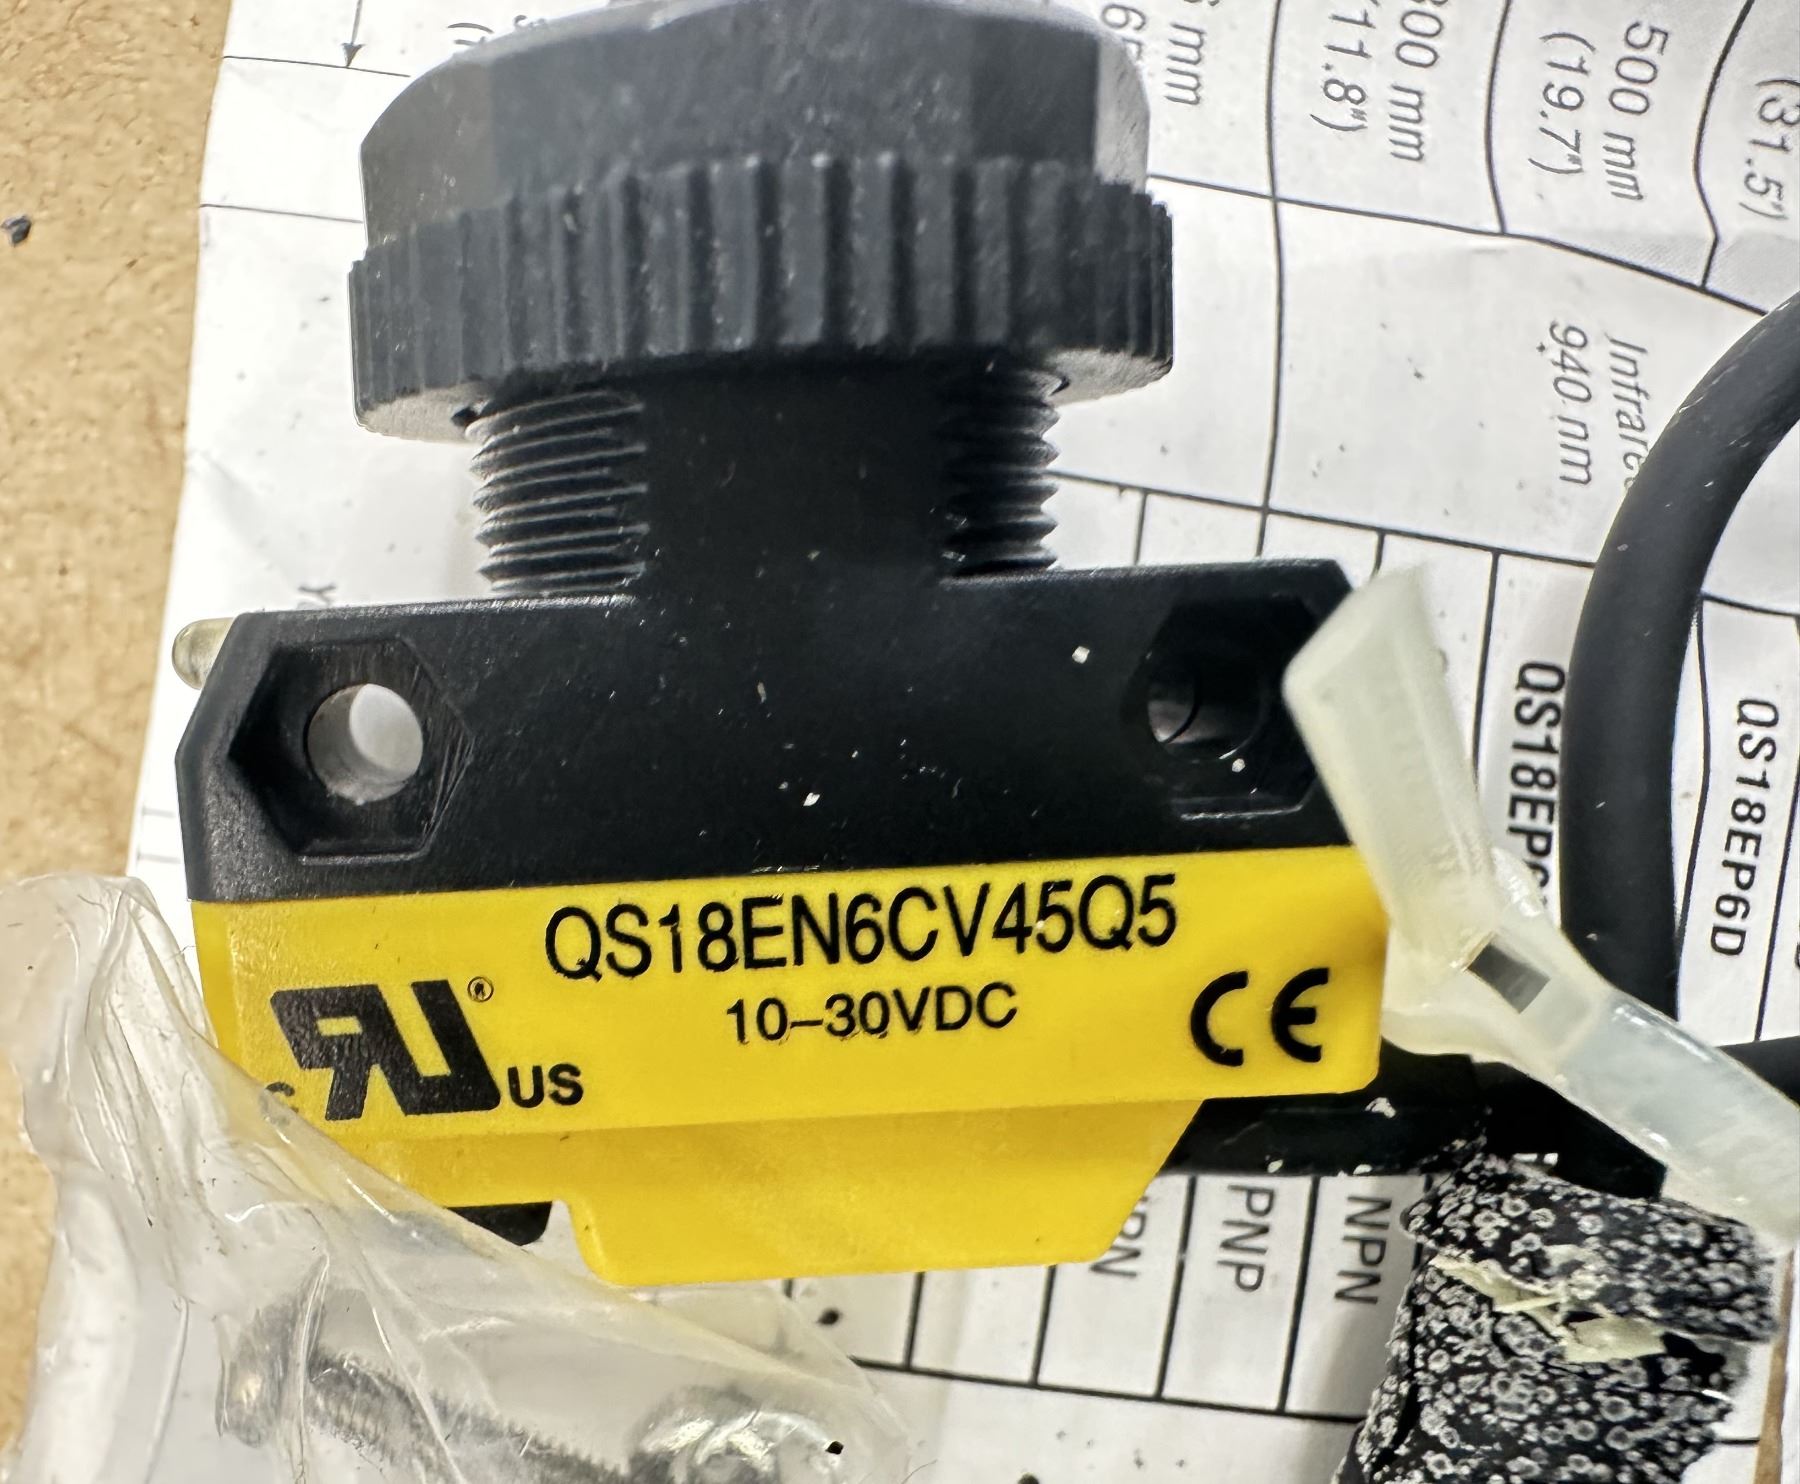 QS18EN6CV45Q5
10–30VDC
® US
CE
mm
300 mm
(11.8")
500 mm
(19.7")
(31.5")
940 nm
QS18EP6D
NPN
PNP